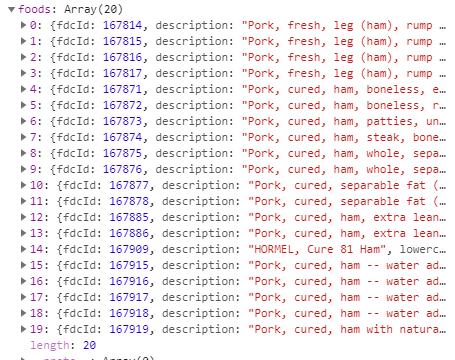 ▼foods: Array(20)
▶0: {fdcId: 167814, description: "Pork, fresh, leg (ham), rump …
▶1: {fdcId: 167815, description: "Pork, fresh, leg (ham), rump …
▶2: {fdcId: 167816, description: "Pork, fresh, leg (ham), rump …
▶3: {fdcId: 167817, description: "Pork, fresh, leg (ham), rump …
▶4: {fdcId: 167871, description: "Pork, cured, ham, boneless, e…
▶5: {fdcId: 167872, description: "Pork, cured, ham, boneless, r…
▶6: {fdcId: 167873, description: "Pork, cured, ham, patties, un…
▶7: {fdcId: 167874, description: "Pork, cured, ham, steak, bone…
▶8: {fdcId: 167875, description: "Pork, cured, ham, whole, sepa…
▶9: {fdcId: 167876, description: "Pork, cured, ham, whole, sepa…
▶10: {fdcId: 167877, description: "Pork, cured, separable fat (…
▶11: {fdcId: 167878, description: "Pork, cured, separable fat (…
▶12: {fdcId: 167885, description: "Pork, cured, ham, extra lean…
▶13: {fdcId: 167886, description: "Pork, cured, ham, extra lean…
▶14: {fdcId: 167909, description: "HORMEL, Cure 81 Ham", lowerc…
▶15: {fdcId: 167915, description: "Pork, cured, ham -- water ad…
▶16: {fdcId: 167916, description: "Pork, cured, ham -- water ad…
▶17: {fdcId: 167917, description: "Pork, cured, ham -- water ad…
▶18: {fdcId: 167918, description: "Pork, cured, ham -- water ad…
▶19: {fdcId: 167919, description: "Pork, cured, ham with natura…
length: 20